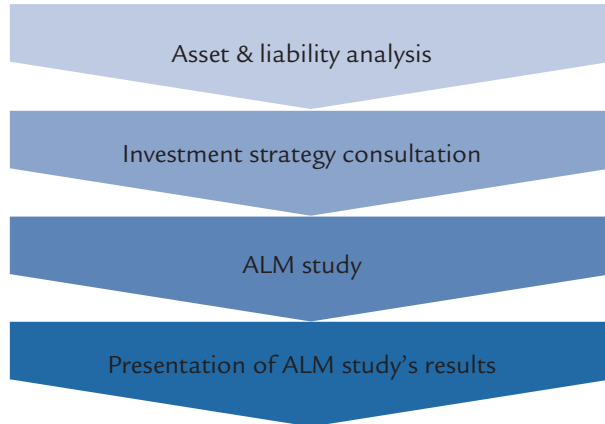 Asset & liability analysis
Investment strategy consultation
ALM study
Presentation of ALM study’s results